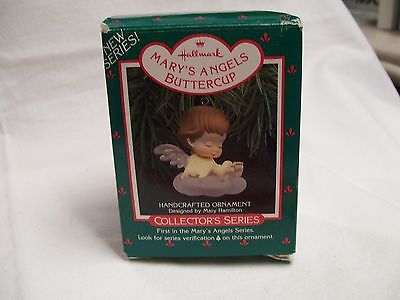 NEW
SERIES!
Hallmark
MARY'S ANGELS
BUTTERCUP
HANDCRAFTED ORNAMENT
Designed by Mary Hamilton
COLLECTOR'S SERIES
First in the Mary's Angels Series.
Look for series verification on this ornament.